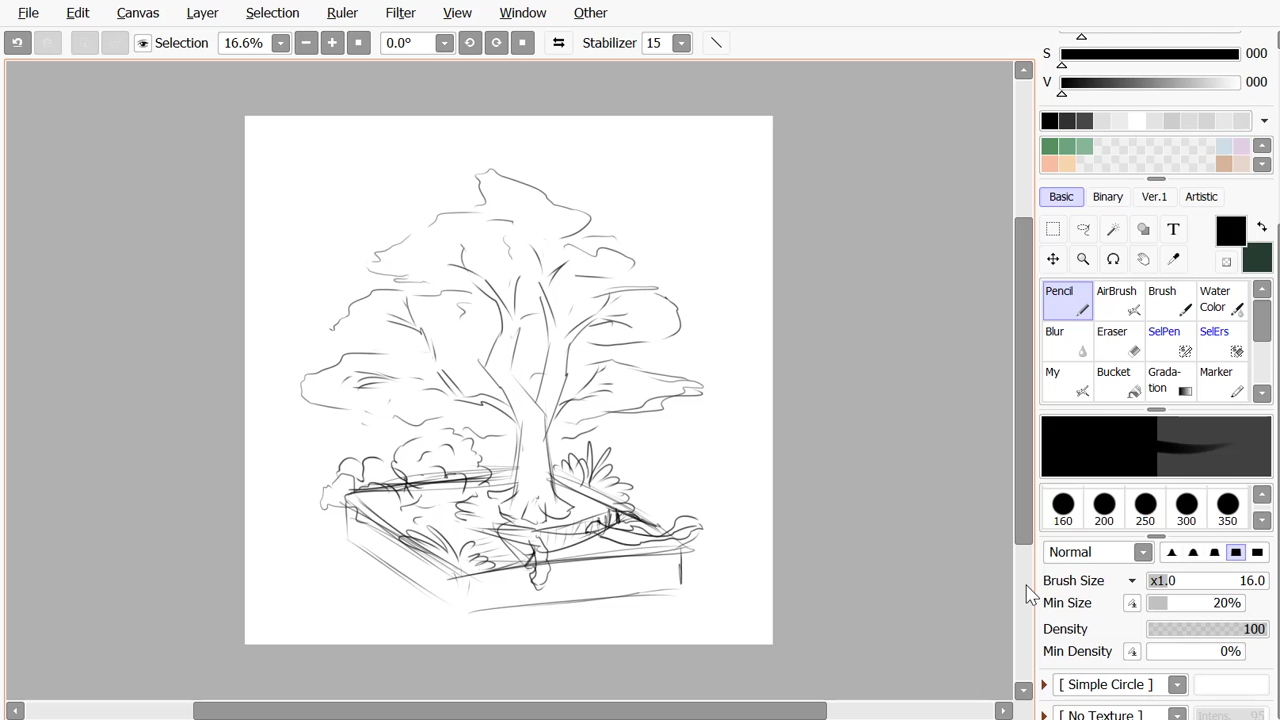 File Edit Canvas Layer Selection Ruler Filter View Window Other
Selection 16.6% 0.0° Stabilizer 15
S 000
V 000
Basic Binary Ver.1 Artistic
T
Pencil AirBrush Brush Water Color
Blur Eraser SelPen SelErs
My Bucket Grada-tion Marker
160 200 250 300 350
Normal
Brush Size x1.0 16.0
Min Size 20%
Density 100
Min Density 0%
[ Simple Circle ]
[ No Texture ] Intens. 95